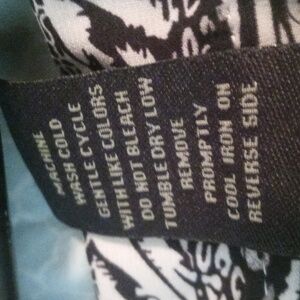 MACHINE
WASH COLD
GENTLE CYCLE
WITH LIKE COLORS
DO NOT BLEACH
TUMBLE DRY LOW
REMOVE
PROMPTLY
COOL IRON ON
REVERSE SIDE